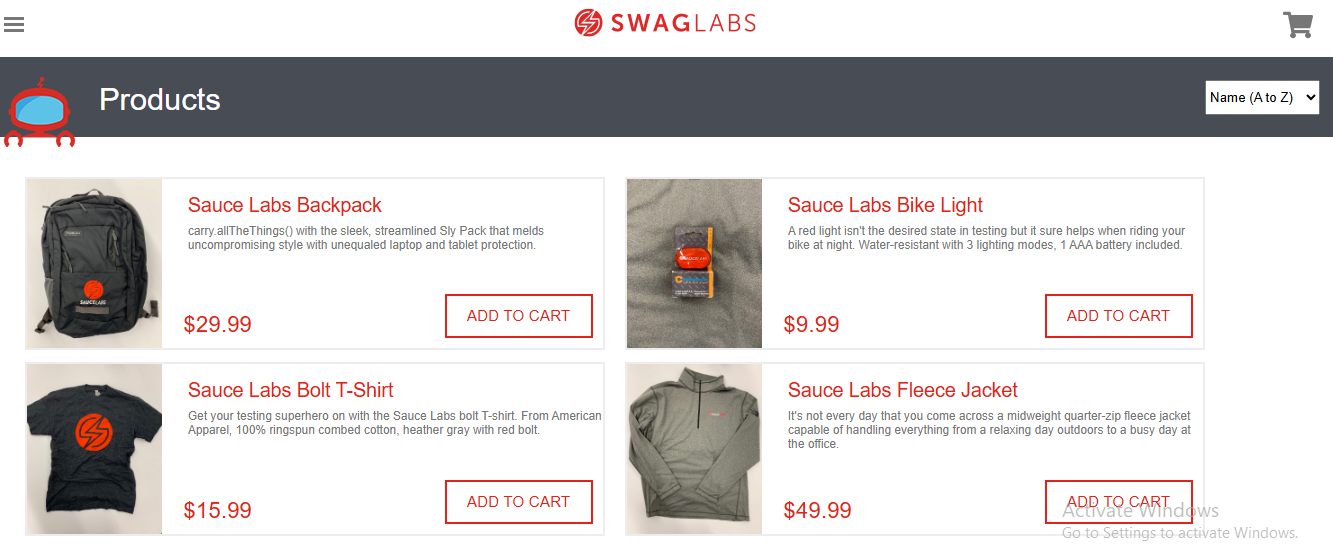 SWAGLABS
Products
Name (A to Z)
SAUCELABS
Sauce Labs Backpack
carry.allTheThings() with the sleek, streamlined Sly Pack that melds
uncompromising style with unequaled laptop and tablet protection.
$29.99
ADD TO CART
Sauce Labs Bike Light
A red light isn't the desired state in testing but it sure helps when riding your
bike at night. Water-resistant with 3 lighting modes, 1 AAA battery included.
$9.99
ADD TO CART
Sauce Labs Bolt T-Shirt
Get your testing superhero on with the Sauce Labs bolt T-shirt. From American
Apparel, 100% ringspun combed cotton, heather gray with red bolt.
$15.99
ADD TO CART
Sauce Labs Fleece Jacket
It's not every day that you come across a midweight quarter-zip fleece jacket
capable of handling everything from a relaxing day outdoors to a busy day at
the office.
$49.99
ADD TO CART
Activate Windows
Go to Settings to activate Windows.